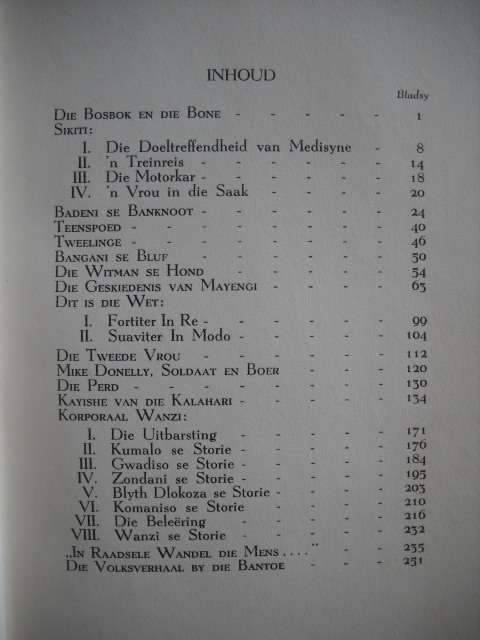 INHOUD
Bladsy
DIE BOSBOK EN DIE BONE - - - - - 1
SIKITI:
I. Die Doeltreffendheid van Medisyne - 8
II. 'n Treinreis - - - - - - 14
III. Die Motorkar - - - - - - 18
IV. 'n Vrou in die Saak - - - - 20
BADENI SE BANKNOOT - - - - - - 24
TEENSPOED - - - - - - - - 40
TWEELINGE - - - - - - - - 46
BANGANI SE BLUF - - - - - - 50
DIE WITMAN SE HOND - - - - - 54
DIE GESKIEDENIS VAN MAYENGI - - - - 63
DIT IS DIE WET:
I. Fortiter In Re - - - - - - 99
II. Suaviter In Modo - - - - - 104
DIE TWEEDE VROU - - - - - - 112
MIKE DONELLY, SOLDAAT EN BOER - - - 120
DIE PERD - - - - - - - - 130
KAYISHE VAN DIE KALAHARI - - - - - 134
KORPORAAL WANZI:
I. Die Uitbarsting - - - - - 171
II. Kumalo se Storie - - - - - 176
III. Gwadiso se Storie - - - - - 184
IV. Zondani se Storie - - - - - 195
V. Blyth Dlokoza se Storie - - - - 203
VI. Komaniso se Storie - - - - 210
VII. Die Beleëring - - - - - 216
VIII. Wanzi se Storie - - - - - 232
„IN RAADSELE WANDEL DIE MENS . . . . " - - 235
DIE VOLKSVERHAAL BY DIE BANTOE - - - 251